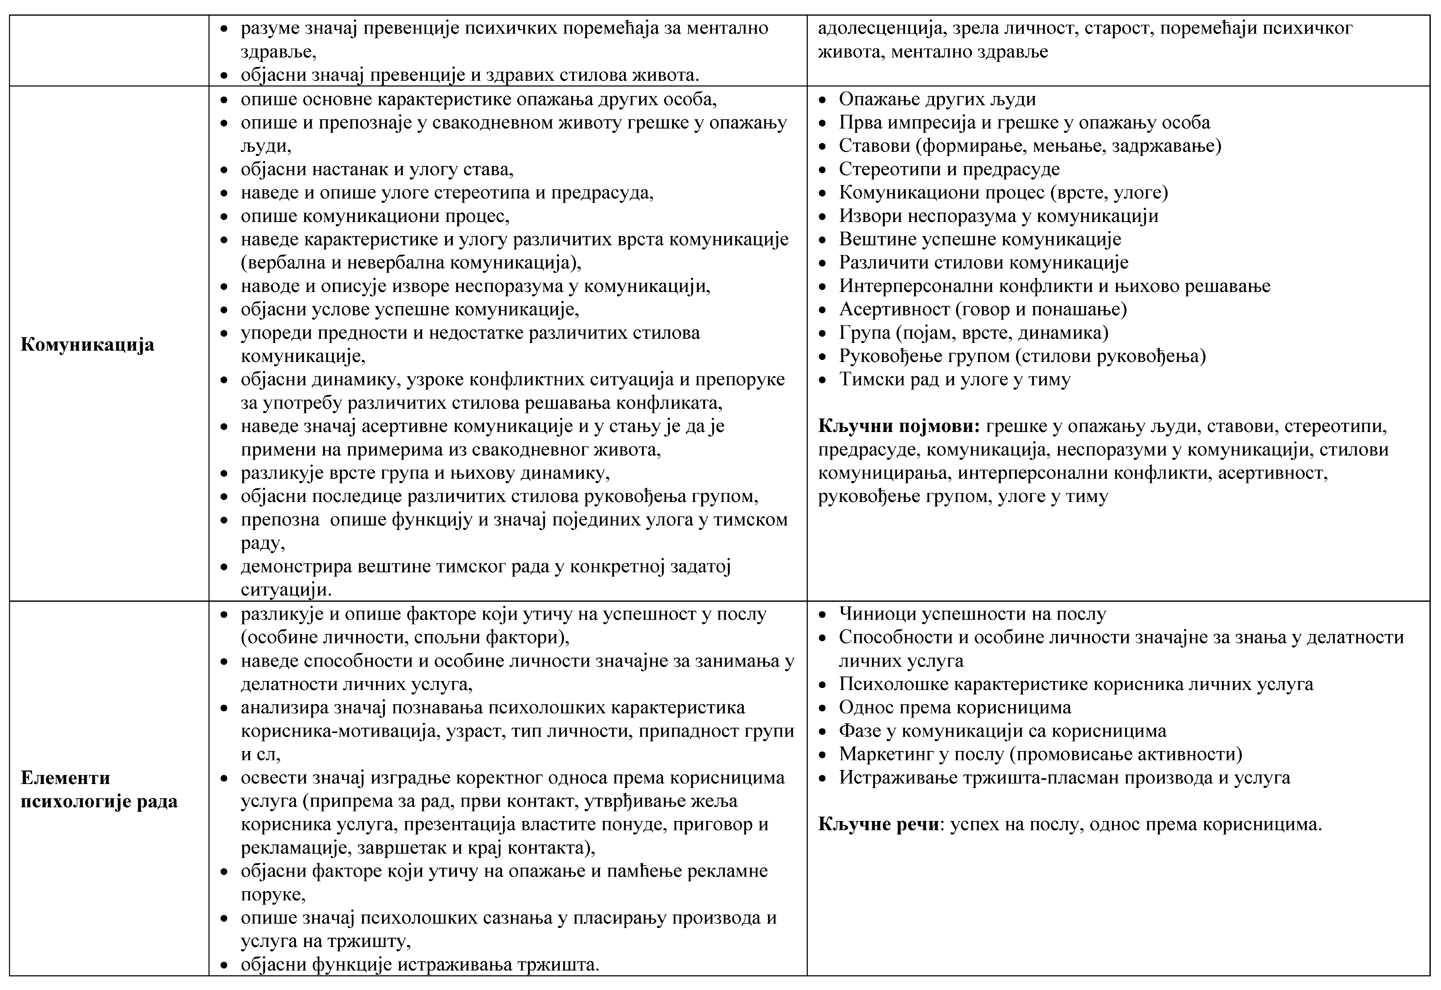 • разуме значај превенције психичких поремећаја за ментално
здравље,
• објасни значај превенције и здравих стилова живота.
адолесценција, зрела личност, старост, поремећаји психичког
живота, ментално здравље
Комуникација
• опише основне карактеристике опажања других особа,
• опише и препознаје у свакодневном животу грешке у опажању
људи,
• објасни настанак и улогу става,
• наведе и опише улоге стереотипа и предрасуда,
• опише комуникациони процес,
• наведе карактеристике и улогу различитих врста комуникације
(вербална и невербална комуникација),
• наводе и описује изворе неспоразума у комуникацији,
• објасни услове успешне комуникације,
• упореди предности и недостатке различитих стилова
комуникације,
• објасни динамику, узроке конфликтних ситуација и препоруке
за употребу различитих стилова решавања конфликата,
• наведе значај асертивне комуникације и у стању је да је
примени на примерима из свакодневног живота,
• разликује врсте група и њихову динамику,
• објасни последице различитих стилова руковођења групом,
• препозна  опише функцију и значај појединих улога у тимском
раду,
• демонстрира вештине тимског рада у конкретној задатој
ситуацији.
• Опажање других људи
• Прва импресија и грешке у опажању особа
• Ставови (формирање, мењање, задржавање)
• Стереотипи и предрасуде
• Комуникациони процес (врсте, улоге)
• Извори неспоразума у комуникацији
• Вештине успешне комуникације
• Различити стилови комуникације
• Интерперсонални конфликти и њихово решавање
• Асертивност (говор и понашање)
• Група (појам, врсте, динамика)
• Руковођење групом (стилови руковођења)
• Тимски рад и улоге у тиму
Кључни појмови: грешке у опажању људи, ставови, стереотипи,
предрасуде, комуникација, неспоразуми у комуникацији, стилови
комуницирања, интерперсонални конфликти, асертивност,
руковођење групом, улоге у тиму
Елементи
психологије рада
• разликује и опише факторе који утичу на успешност у послу
(особине личности, спољни фактори),
• наведе способности и особине личности значајне за занимања у
делатности личних услуга,
• анализира значај познавања психолошких карактеристика
корисника-мотивација, узраст, тип личности, припадност групи
и сл,
• освести значај изградње коректног односа према корисницима
услуга (припрема за рад, први контакт, утврђивање жеља
корисника услуга, презентација властите понуде, приговор и
рекламације, завршетак и крај контакта),
• објасни факторе који утичу на опажање и памћење рекламне
поруке,
• опише значај психолошких сазнања у пласирању производа и
услуга на тржишту,
• објасни функције истраживања тржишта.
• Чиниоци успешности на послу
• Способности и особине личности значајне за знања у делатности
личних услуга
• Психолошке карактеристике корисника личних услуга
• Однос према корисницима
• Фазе у комуникацији са корисницима
• Маркетинг у послу (промовисање активности)
• Истраживање тржишта-пласман производа и услуга
Кључне речи: успех на послу, однос према корисницима.